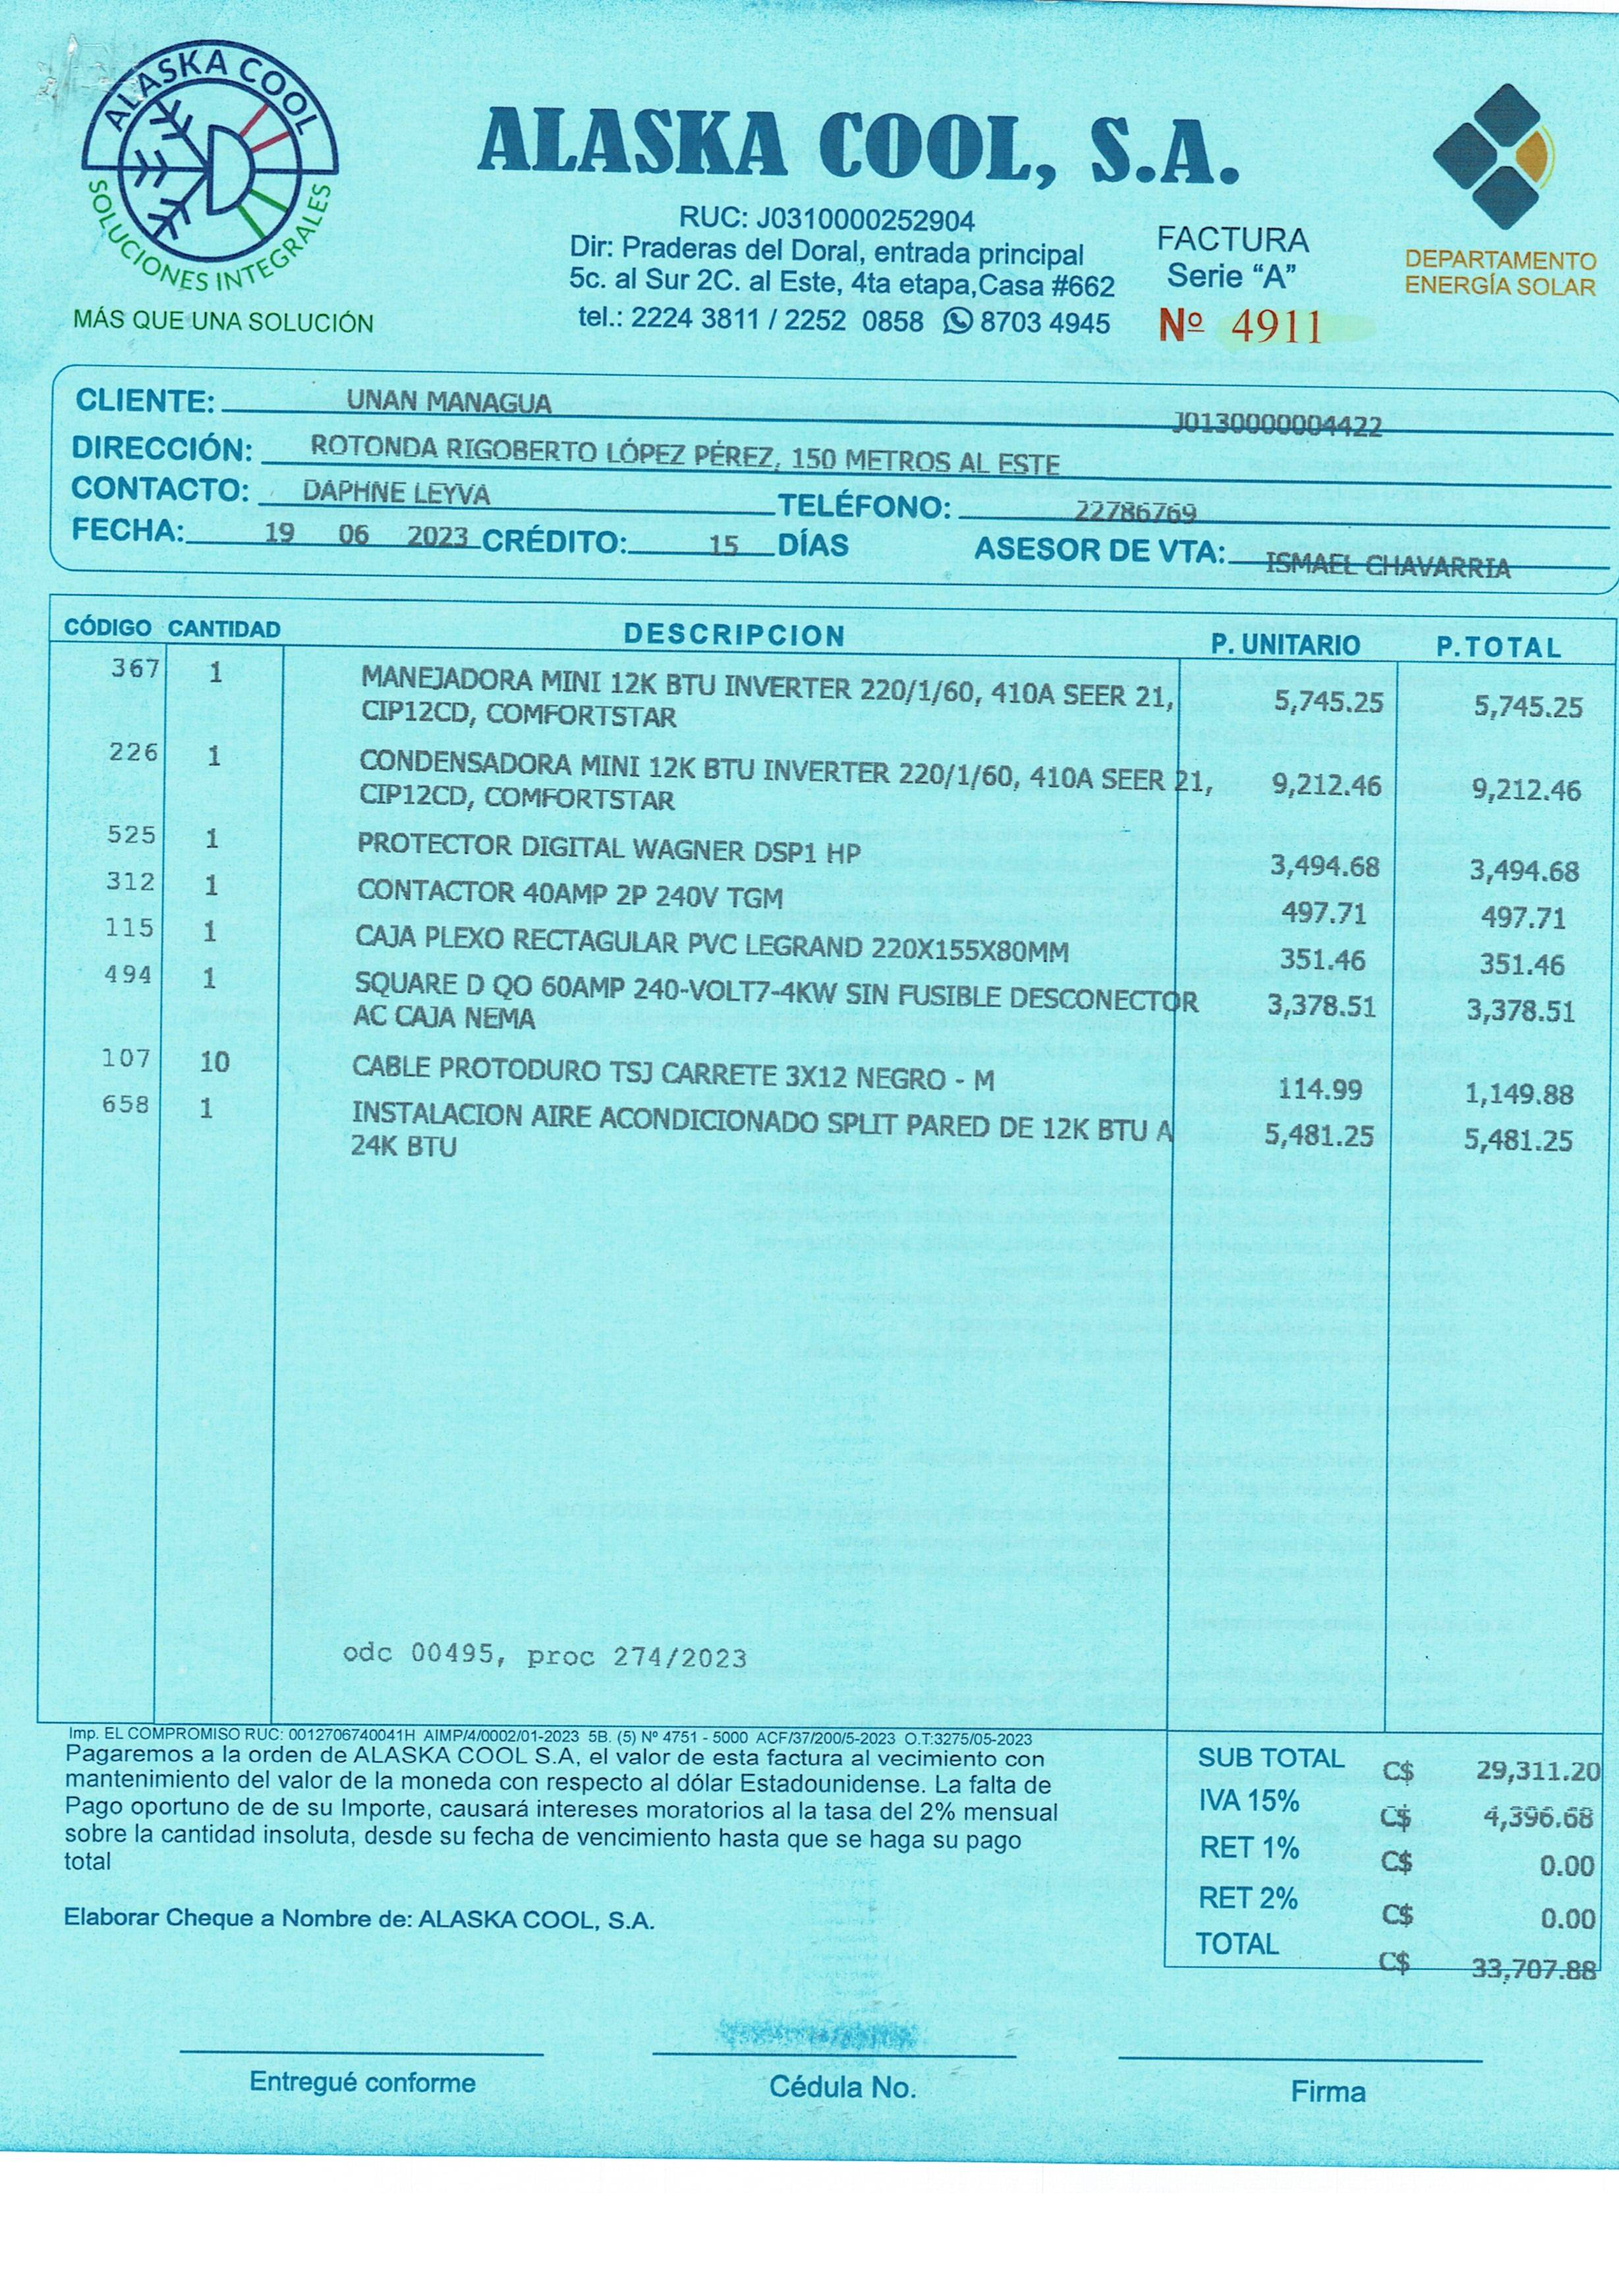 ALASKA COOL
SOLUCIONES INTEGRALES
MÁS QUE UNA SOLUCIÓN
ALASKA COOL, S.A.
RUC: J0310000252904
Dir: Praderas del Doral, entrada principal
5c. al Sur 2C. al Este, 4ta etapa,Casa #662
tel.: 2224 3811 / 2252 0858 8703 4945
FACTURA
Serie "A"
Nº 4911
DEPARTAMENTO
ENERGÍA SOLAR
CLIENTE: UNAN MANAGUA J0130000004422
DIRECCIÓN: ROTONDA RIGOBERTO LÓPEZ PÉREZ, 150 METROS AL ESTE
CONTACTO: DAPHNE LEYVA TELÉFONO: 22786769
FECHA: 19 06 2023 CRÉDITO: 15 DÍAS ASESOR DE VTA: ISMAEL CHAVARRIA
CÓDIGO CANTIDAD DESCRIPCION P. UNITARIO P.TOTAL
367 1 MANEJADORA MINI 12K BTU INVERTER 220/1/60, 410A SEER 21, 5,745.25 5,745.25
CIP12CD, COMFORTSTAR
226 1 CONDENSADORA MINI 12K BTU INVERTER 220/1/60, 410A SEER 21, 9,212.46 9,212.46
CIP12CD, COMFORTSTAR
525 1 PROTECTOR DIGITAL WAGNER DSP1 HP 3,494.68 3,494.68
312 1 CONTACTOR 40AMP 2P 240V TGM 497.71 497.71
115 1 CAJA PLEXO RECTAGULAR PVC LEGRAND 220X155X80MM 351.46 351.46
494 1 SQUARE D QO 60AMP 240-VOLT7-4KW SIN FUSIBLE DESCONECTOR 3,378.51 3,378.51
AC CAJA NEMA
107 10 CABLE PROTODURO TSJ CARRETE 3X12 NEGRO - M 114.99 1,149.88
658 1 INSTALACION AIRE ACONDICIONADO SPLIT PARED DE 12K BTU A 5,481.25 5,481.25
24K BTU
odc 00495, proc 274/2023
Imp. EL COMPROMISO RUC: 0012706740041H AIMP/4/0002/01-2023 5B. (5) Nº 4751 - 5000 ACF/37/200/5-2023 O.T:3275/05-2023
Pagaremos a la orden de ALASKA COOL S.A, el valor de esta factura al vecimiento con
mantenimiento del valor de la moneda con respecto al dólar Estadounidense. La falta de
Pago oportuno de de su Importe, causará intereses moratorios al la tasa del 2% mensual
sobre la cantidad insoluta, desde su fecha de vencimiento hasta que se haga su pago
total
Elaborar Cheque a Nombre de: ALASKA COOL, S.A.
SUB TOTAL C$ 29,311.20
IVA 15% C$ 4,396.68
RET 1% C$ 0.00
RET 2% C$ 0.00
TOTAL C$ 33,707.88
Entregué conforme Cédula No. Firma